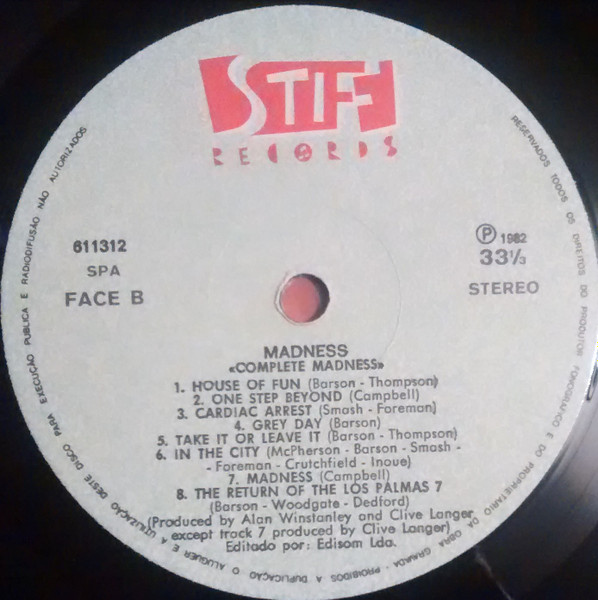 STIFF
RECORDS
611312
SPA
FACE B
Ⓟ 1982
33⅓
STEREO
MADNESS
«COMPLETE MADNESS»
1. HOUSE OF FUN (Barson - Thompson)
2. ONE STEP BEYOND (Campbell)
3. CARDIAC ARREST (Smash - Foreman)
4. GREY DAY (Barson)
5. TAKE IT OR LEAVE IT (Barson - Thompson)
6. IN THE CITY (McPherson - Barson - Smash -
- Foreman - Crutchfield - Inoue)
7. MADNESS (Campbell)
8. THE RETURN OF THE LOS PALMAS 7
(Barson - Woodgate - Dedford)
(Produced by Alan Winstanley and Clive Langer
except track 7 produced by Clive Langer)
Editado por: Edisom Lda.
RESERVADOS TODOS OS DIREITOS DO PRODUTOR FONOGRÁFICO E DO PROPRIETÁRIO DA OBRA GRAVADA - PROIBIDOS A DUPLICAÇÃO O ALUGUER E A UTILIZAÇÃO DESTE DISCO PARA EXECUÇÃO PUBLICA E RADIODIFUSÃO NÃO AUTORIZADOS